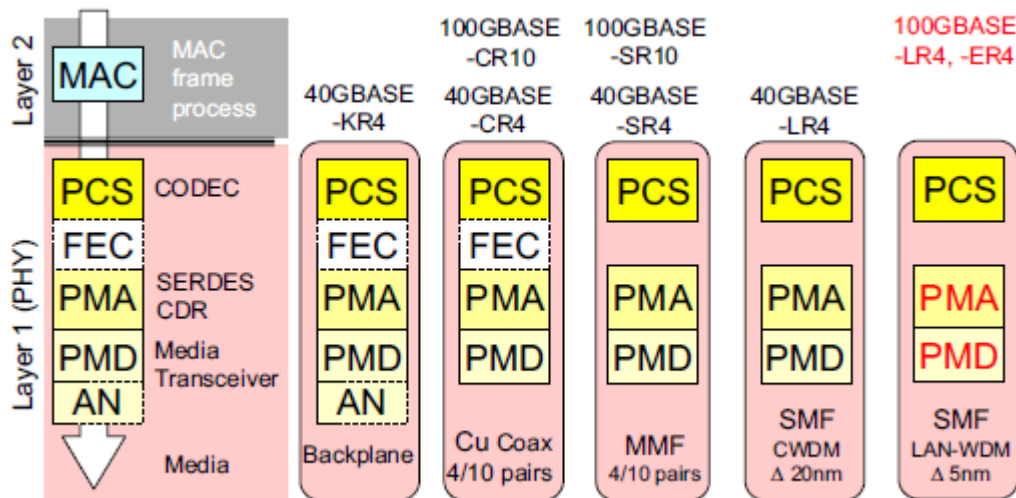 Layer 2
MAC
MAC
frame
process
Layer 1 (PHY)
PCS
CODEC
FEC
PMA
SERDES
CDR
PMD
Media
Transceiver
AN
Media
40GBASE
-KR4
PCS
FEC
PMA
PMD
AN
Backplane
100GBASE
-CR10
40GBASE
-CR4
PCS
FEC
PMA
PMD
Cu Coax
4/10 pairs
100GBASE
-SR10
40GBASE
-SR4
PCS
PMA
PMD
MMF
4/10 pairs
40GBASE
-LR4
PCS
PMA
PMD
SMF
CWDM
Δ 20nm
100GBASE
-LR4, -ER4
PCS
PMA
PMD
SMF
LAN-WDM
Δ 5nm